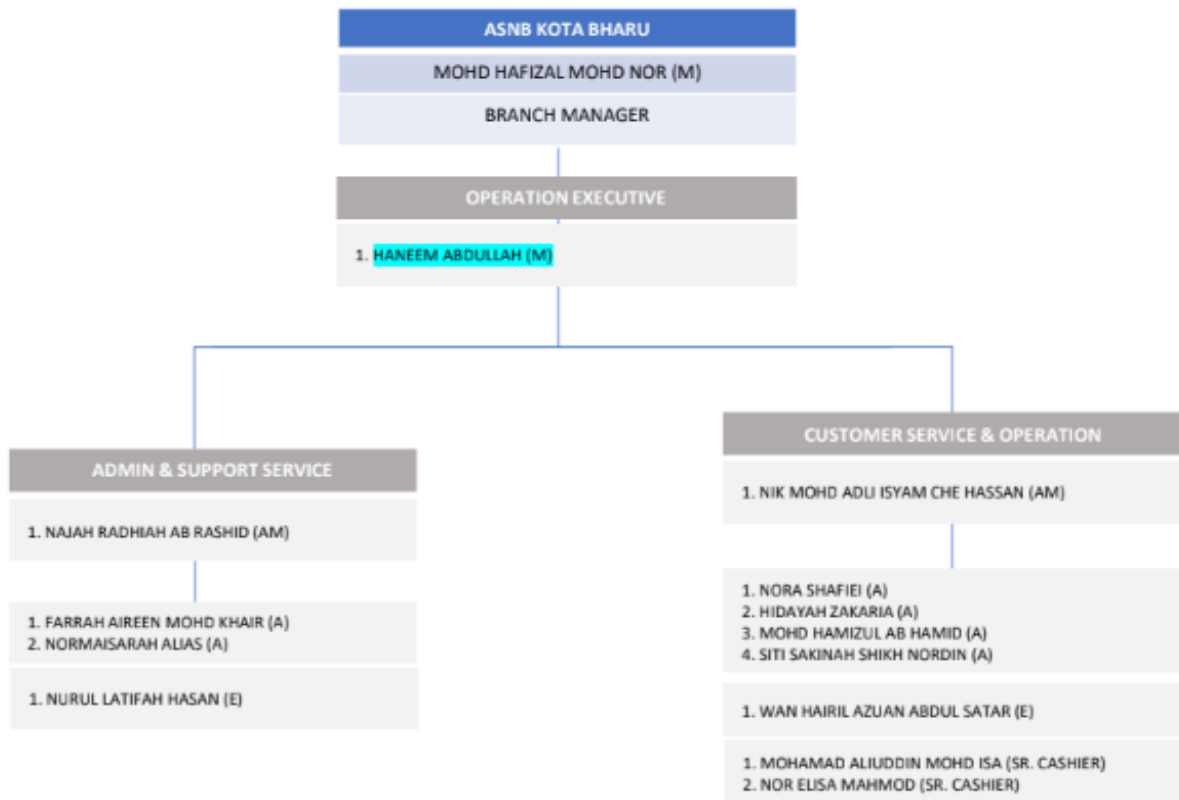 ASNB KOTA BHARU
MOHD HAFIZAL MOHD NOR (M)
BRANCH MANAGER
OPERATION EXECUTIVE
1. HANEEM ABDULLAH (M)
ADMIN & SUPPORT SERVICE
1. NAJAH RADHIAH AB RASHID (AM)
1. FARRAH AIREEN MOHD KHAIR (A)
2. NORMAISARAH ALIAS (A)
1. NURUL LATIFAH HASAN (E)
CUSTOMER SERVICE & OPERATION
1. NIK MOHD ADLI ISYAM CHE HASSAN (AM)
1. NORA SHAFIEI (A)
2. HIDAYAH ZAKARIA (A)
3. MOHD HAMIZUL AB HAMID (A)
4. SITI SAKINAH SHIKH NORDIN (A)
1. WAN HAIRIL AZUAN ABDUL SATAR (E)
1. MOHAMAD ALIUDDIN MOHD ISA (SR. CASHIER)
2. NOR ELISA MAHMOD (SR. CASHIER)